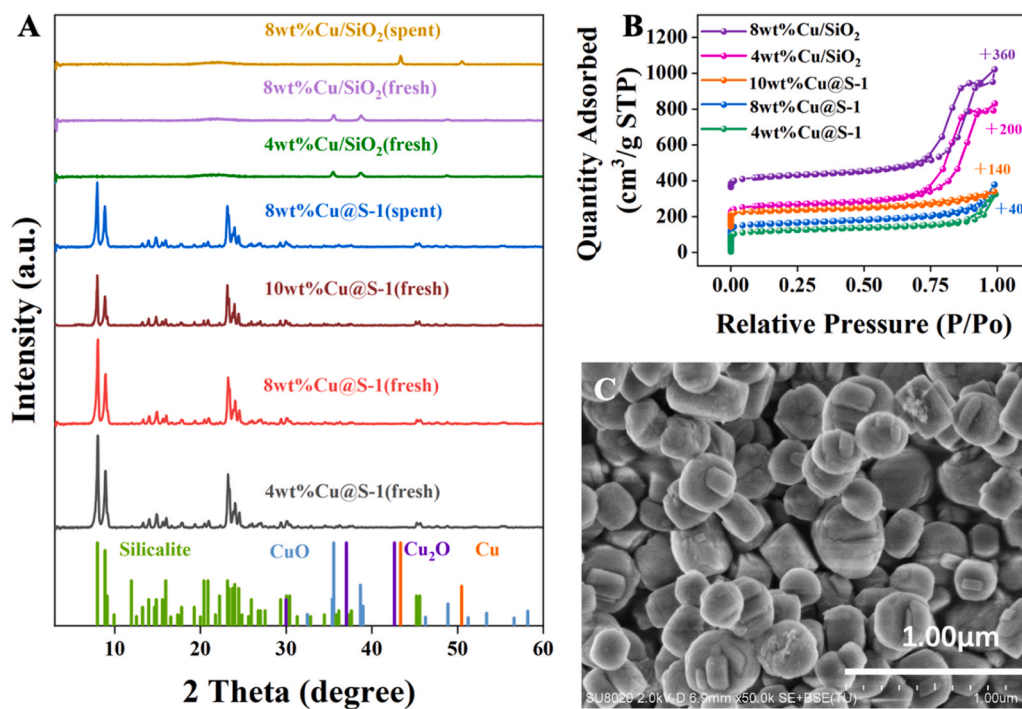 A
Intensity (a.u.)
8wt%Cu/SiO₂(spent)
8wt%Cu/SiO₂(fresh)
4wt%Cu/SiO₂(fresh)
8wt%Cu@S-1(spent)
10wt%Cu@S-1(fresh)
8wt%Cu@S-1(fresh)
4wt%Cu@S-1(fresh)
Silicalite
CuO
Cu₂O
Cu
10
20
30
40
50
60
2 Theta (degree)
B
Quantity Adsorbed
(cm³/g STP)
1200
1000
800
600
400
200
0
8wt%Cu/SiO₂
4wt%Cu/SiO₂
10wt%Cu@S-1
8wt%Cu@S-1
4wt%Cu@S-1
+360
+200
+140
+40
0.00
0.25
0.50
0.75
1.00
Relative Pressure (P/Po)
C
1.00μm
SU8020 2.0kV-D 6.9mm x50.0k SE+BSE(TU)
1.00um